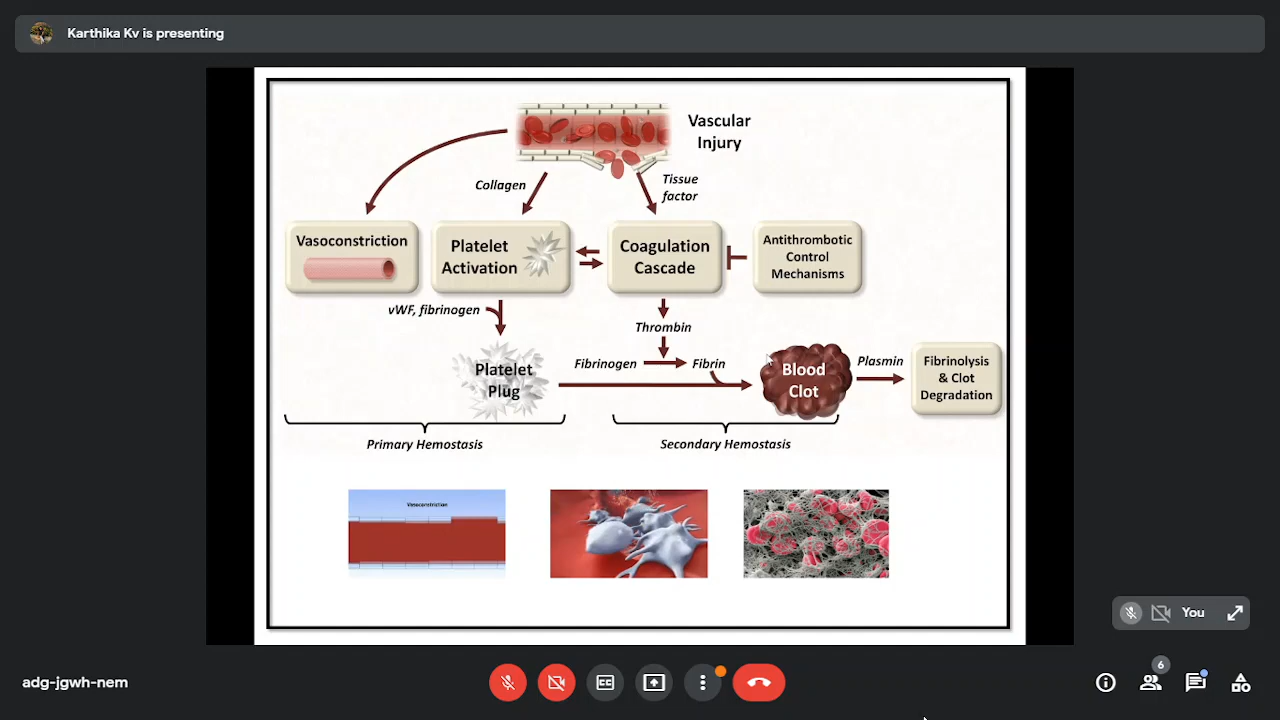 Karthika Kv is presenting
Vascular
Injury
Collagen
Tissue
factor
Vasoconstriction
Platelet
Activation
Coagulation
Cascade
Antithrombotic
Control
Mechanisms
vWF, fibrinogen
Thrombin
Platelet
Plug
Fibrinogen
Fibrin
Blood
Clot
Plasmin
Fibrinolysis
& Clot
Degradation
Primary Hemostasis
Secondary Hemostasis
Vasoconstriction
You
adg-jgwh-nem
CC
6